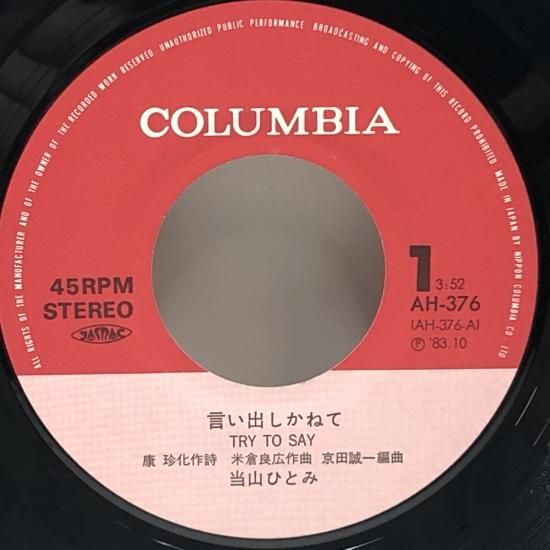 ALL RIGHTS OF THE MANUFACTURER AND OF THE OWNER OF THE RECORDED WORK RESERVED UNAUTHORIZED PUBLIC PERFORMANCE. BROADCASTING AND COPYING OF THIS RECORD PROHIBITED MADE IN JAPAN BY NIPPON COLUMBIA CO. LTD
COLUMBIA
45RPM
STEREO
JASRAC
1 3:52
AH-376
(AH-376-A)
Ⓟ '83.10
言い出しかねて
TRY TO SAY
康 珍化作詩 米倉良広作曲 京田誠一編曲
当山ひとみ